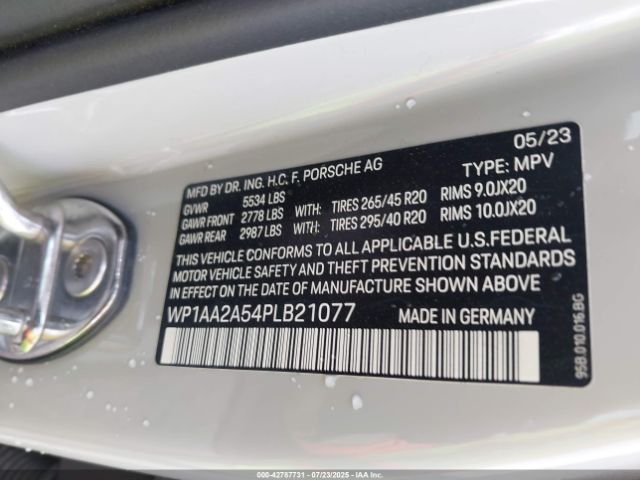 05/23
MFD BY DR. ING. H.C. F. PORSCHE AG TYPE: MPV
GVWR 5534 LBS
GAWR FRONT 2778 LBS WITH: TIRES 265/45 R20 RIMS 9.0JX20
GAWR REAR 2987 LBS WITH: TIRES 295/40 R20 RIMS 10.0JX20
THIS VEHICLE CONFORMS TO ALL APPLICABLE U.S.FEDERAL
MOTOR VEHICLE SAFETY AND THEFT PREVENTION STANDARDS
IN EFFECT ON THE DATE OF MANUFACTURE SHOWN ABOVE
WP1AA2A54PLB21077 MADE IN GERMANY
95B.010.016.BG
000-42787731 - 07/23/2025 - IAA, Inc.